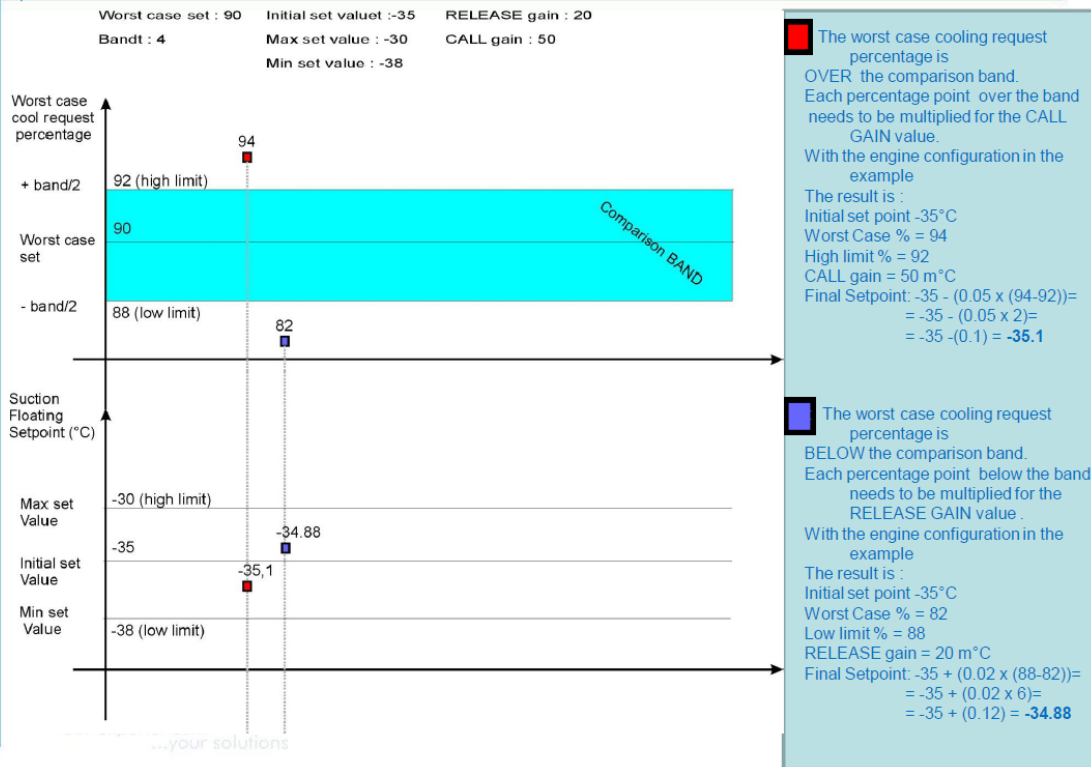 Worst case set : 90 Initial set valuet :-35 RELEASE gain : 20
Bandt : 4 Max set value : -30 CALL gain : 50
Min set value : -38
Worst case
cool request
percentage
94
+ band/2
92 (high limit)
Worst case
set
90
Comparison BAND
- band/2
88 (low limit)
82
Suction
Floating
Setpoint (°C)
Max set
Value
-30 (high limit)
-34.88
-35
Initial set
Value
-35,1
Min set
Value
-38 (low limit)
...your solutions
The worst case cooling request
percentage is
OVER the comparison band.
Each percentage point over the band
needs to be multiplied for the CALL
GAIN value.
With the engine configuration in the
example
The result is :
Initial set point -35°C
Worst Case % = 94
High limit % = 92
CALL gain = 50 m°C
Final Setpoint: -35 - (0.05 x (94-92))=
= -35 - (0.05 x 2)=
= -35 -(0.1) = -35.1
The worst case cooling request
percentage is
BELOW the comparison band.
Each percentage point below the band
needs to be multiplied for the
RELEASE GAIN value .
With the engine configuration in the
example
The result is :
Initial set point -35°C
Worst Case % = 82
Low limit % = 88
RELEASE gain = 20 m°C
Final Setpoint: -35 + (0.02 x (88-82))=
= -35 + (0.02 x 6)=
= -35 + (0.12) = -34.88